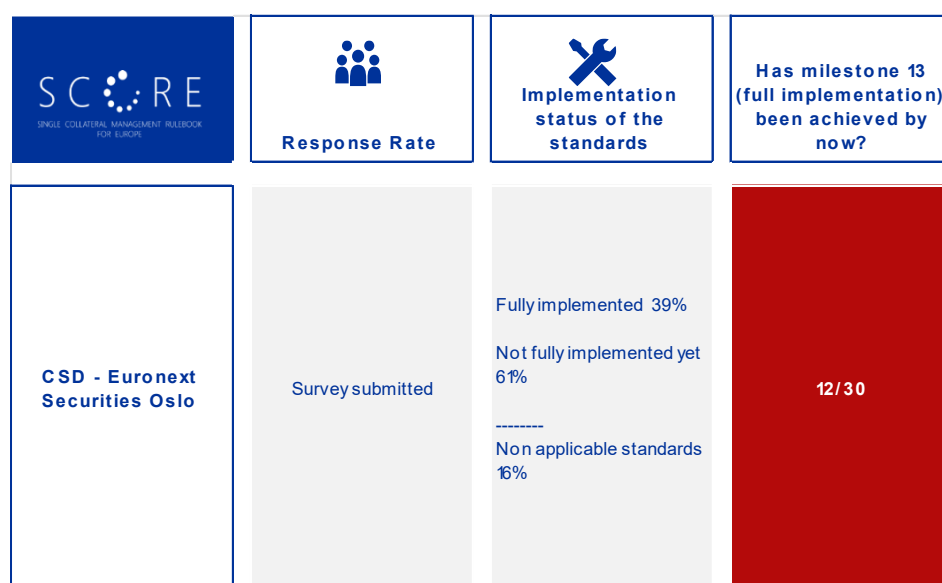 SCORE
SINGLE COLLATERAL MANAGEMENT RULEBOOK
FOR EUROPE
Response Rate
Implementation
status of the
standards
Has milestone 13
(full implementation)
been achieved by
now?
CSD - Euronext
Securities Oslo
Survey submitted
Fully implemented 39%
Not fully implemented yet
61%
--------
Non applicable standards
16%
12/30